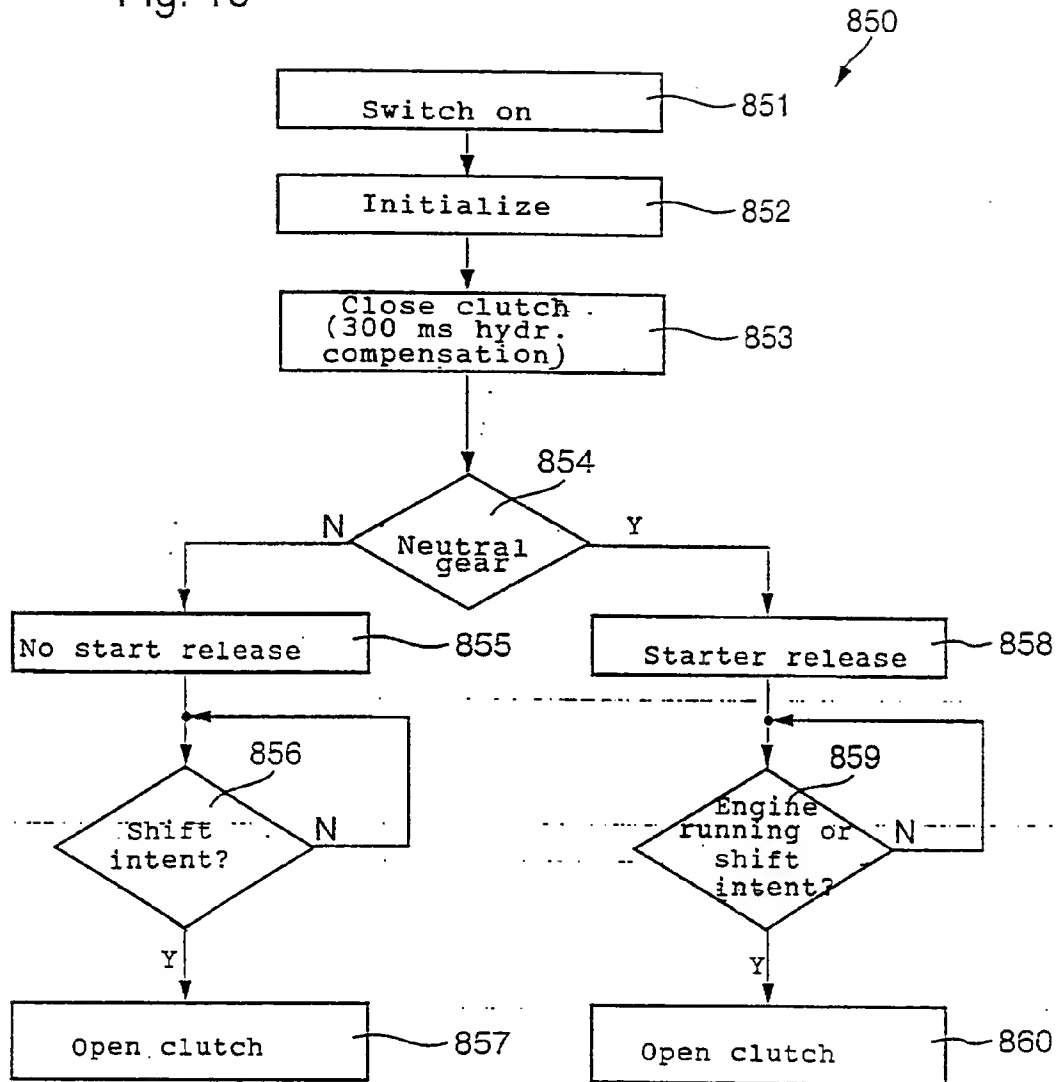 850
Switch on
851
Initialize
852
Close clutch
(300 ms hydr.
compensation)
853
854
N
Y
Neutral
gear
No start release
855
Starter release
858
856
859
Shift
intent?
N
Engine
running or
shift
intent?
N
Y
Y
Open clutch
857
Open clutch
860